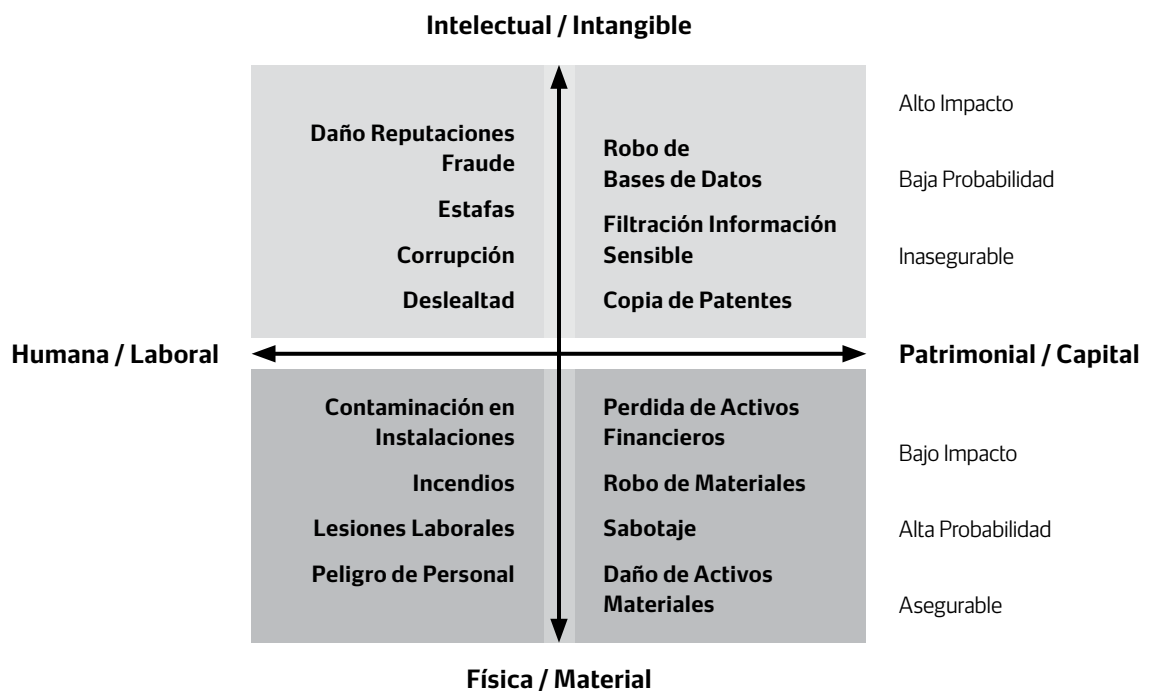 Intelectual / Intangible
Daño Reputaciones
Fraude
Estafas
Corrupción
Deslealtad
Robo de
Bases de Datos
Filtración Información
Sensible
Copia de Patentes
Alto Impacto
Baja Probabilidad
Inasegurable
Humana / Laboral
Patrimonial / Capital
Contaminación en
Instalaciones
Incendios
Lesiones Laborales
Peligro de Personal
Perdida de Activos
Financieros
Robo de Materiales
Sabotaje
Daño de Activos
Materiales
Bajo Impacto
Alta Probabilidad
Asegurable
Física / Material